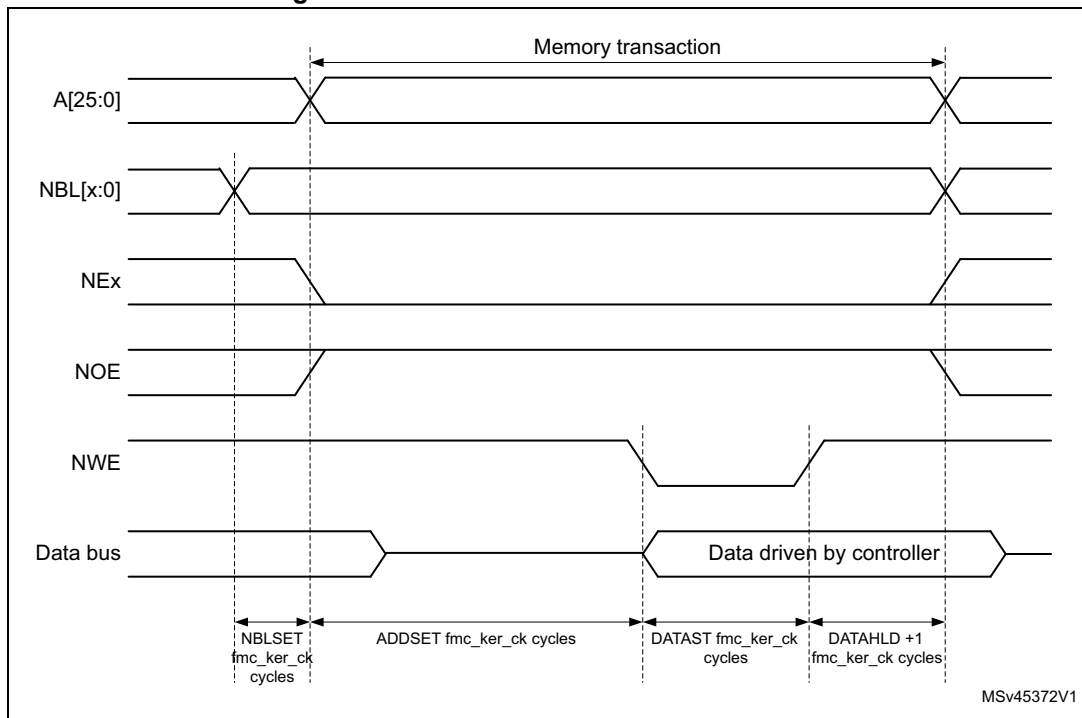 Memory transaction
A[25:0]
NBL[x:0]
NEx
NOE
NWE
Data bus
Data driven by controller
NBLSET
fmc_ker_ck
cycles
ADDSET fmc_ker_ck cycles
DATAST fmc_ker_ck
cycles
DATAHLD +1
fmc_ker_ck cycles
MSv45372V1